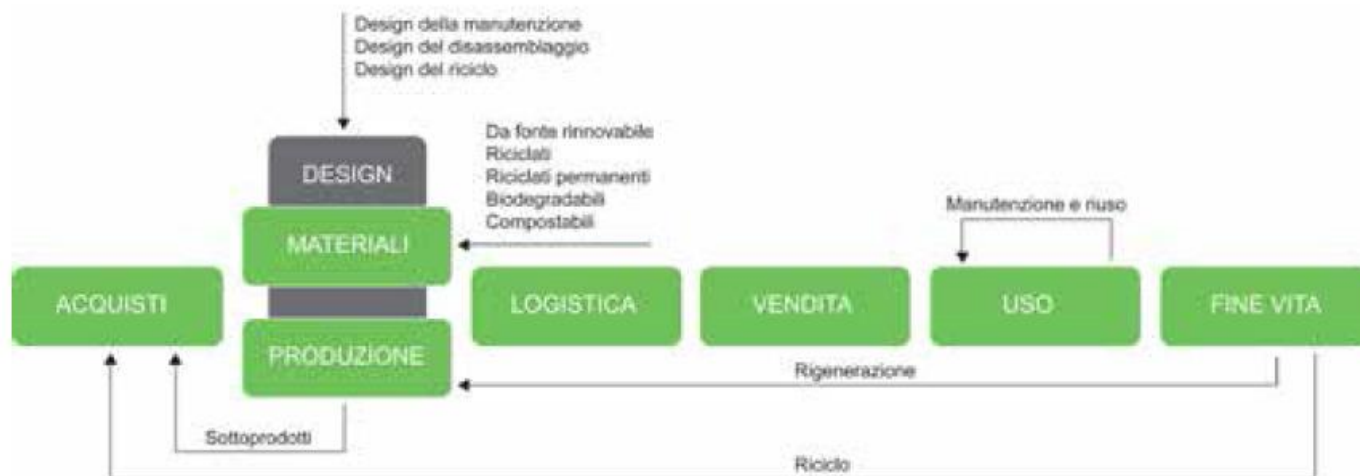 Design della manutenzione
Design del disassemblaggio
Design del riciclo
Da fonte rinnovabile
Riciclati
Riciclati permanenti
Biodegradabili
Compostabili
DESIGN
MATERIALI
Manutenzione e riuso
ACQUISTI
LOGISTICA
VENDITA
USO
FINE VITA
PRODUZIONE
Rigenerazione
Sottoprodotti
Riciclo